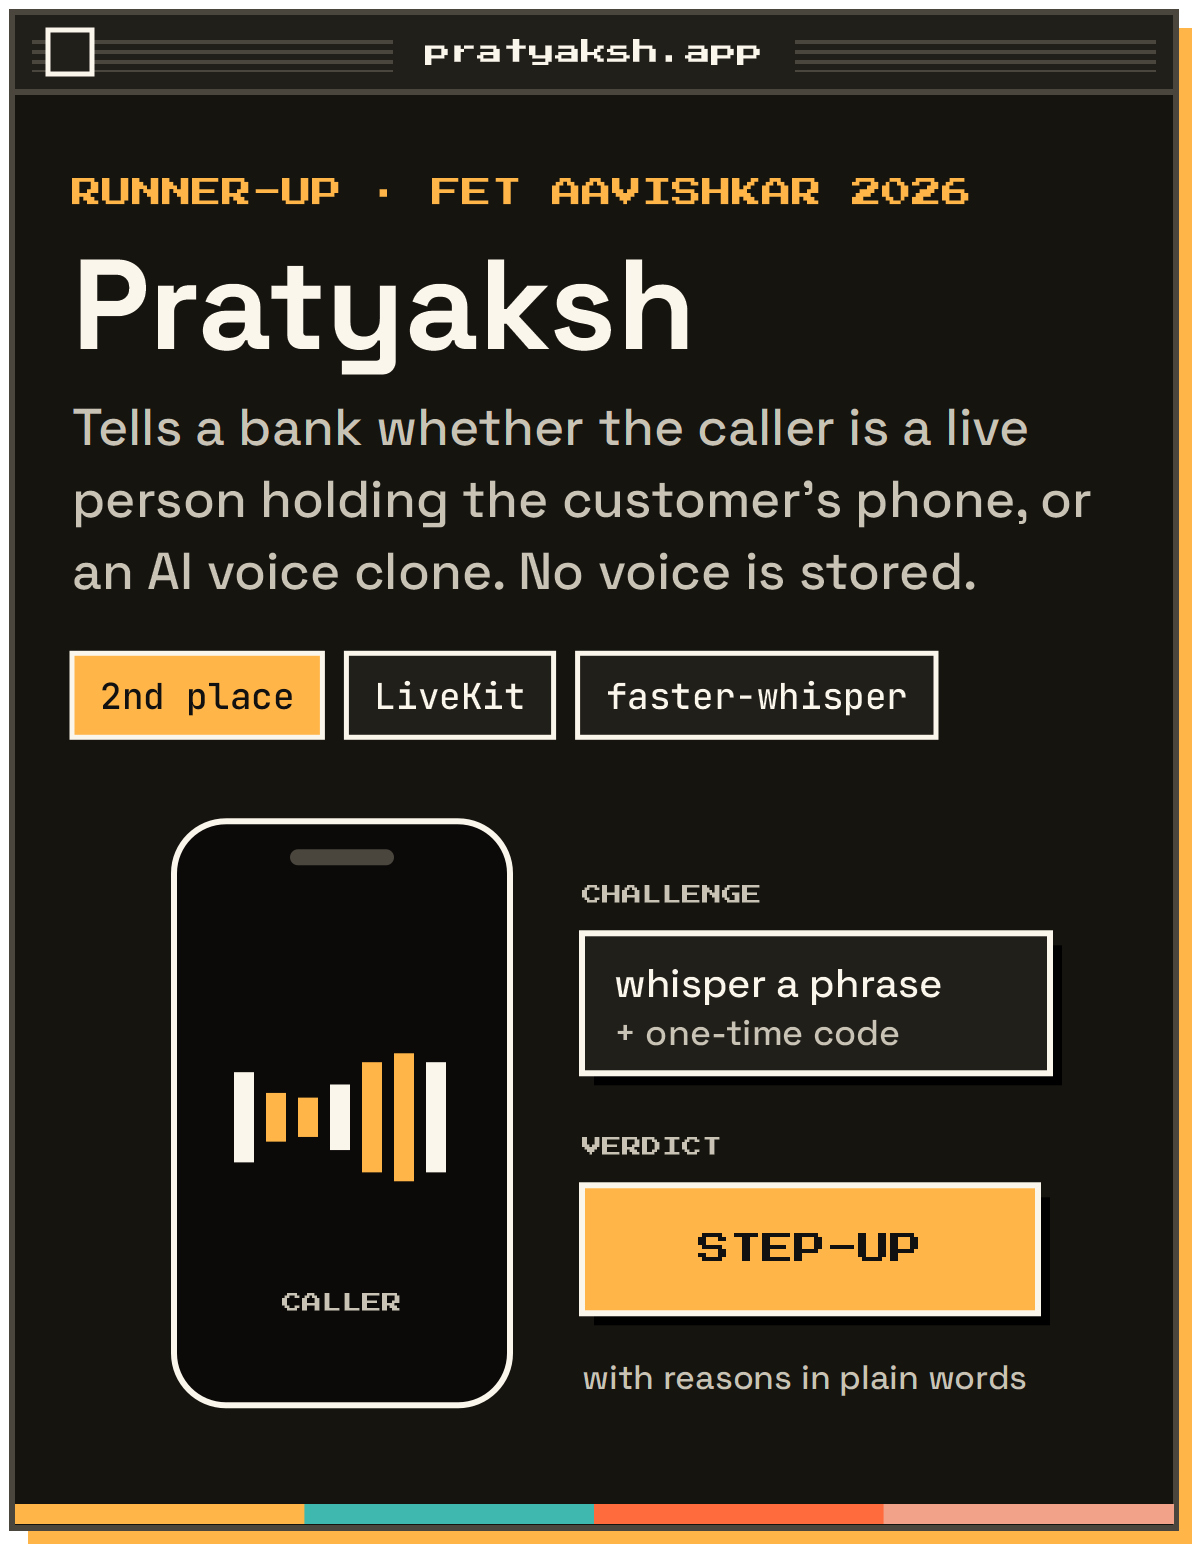 pratyaksh.app
RUNNER-UP · FET AAVISHKAR 2026
Pratyaksh
Tells a bank whether the caller is a live
person holding the customer’s phone, or
an AI voice clone. No voice is stored.
2nd place
LiveKit
faster-whisper
CHALLENGE
whisper a phrase
+ one-time code
VERDICT
STEP-UP
CALLER
with reasons in plain words